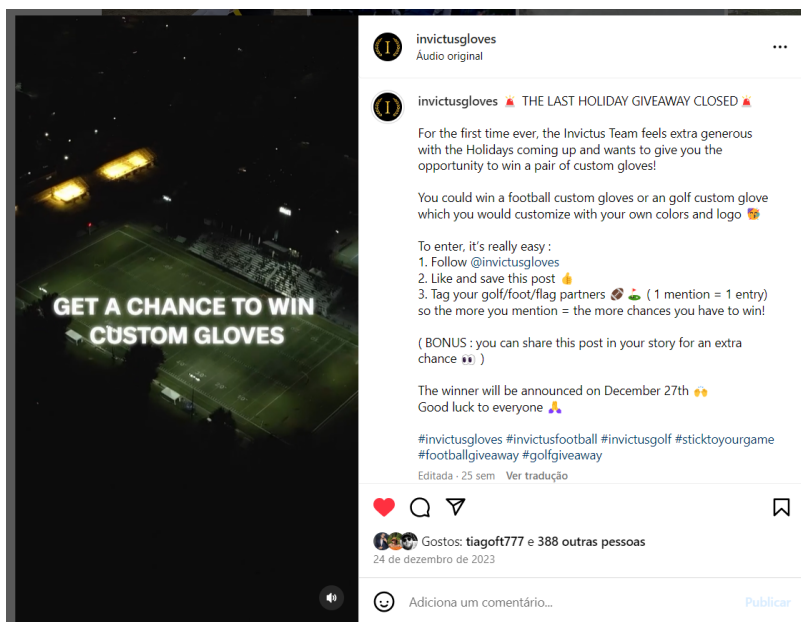 GET A CHANCE TO WIN
CUSTOM GLOVES
invictusgloves
Áudio original
invictusgloves 🚨 THE LAST HOLIDAY GIVEAWAY CLOSED 🚨
For the first time ever, the Invictus Team feels extra generous
with the Holidays coming up and wants to give you the
opportunity to win a pair of custom gloves!
You could win a football custom gloves or an golf custom glove
which you would customize with your own colors and logo 🎁
To enter, it's really easy :
1. Follow @invictusgloves
2. Like and save this post 👍
3. Tag your golf/foot/flag partners 🏈 ⛳ ( 1 mention = 1 entry)
so the more you mention = the more chances you have to win!
( BONUS : you can share this post in your story for an extra
chance 👀 )
The winner will be announced on December 27th 🙌
Good luck to everyone 🙏
#invictusgloves #invictusfootball #invictusgolf #sticktoyourgame
#footballgiveaway #golfgiveaway
Editada · 25 sem Ver tradução
Gostos: tiagoft777 e 388 outras pessoas
24 de dezembro de 2023
Adiciona um comentário... Publicar